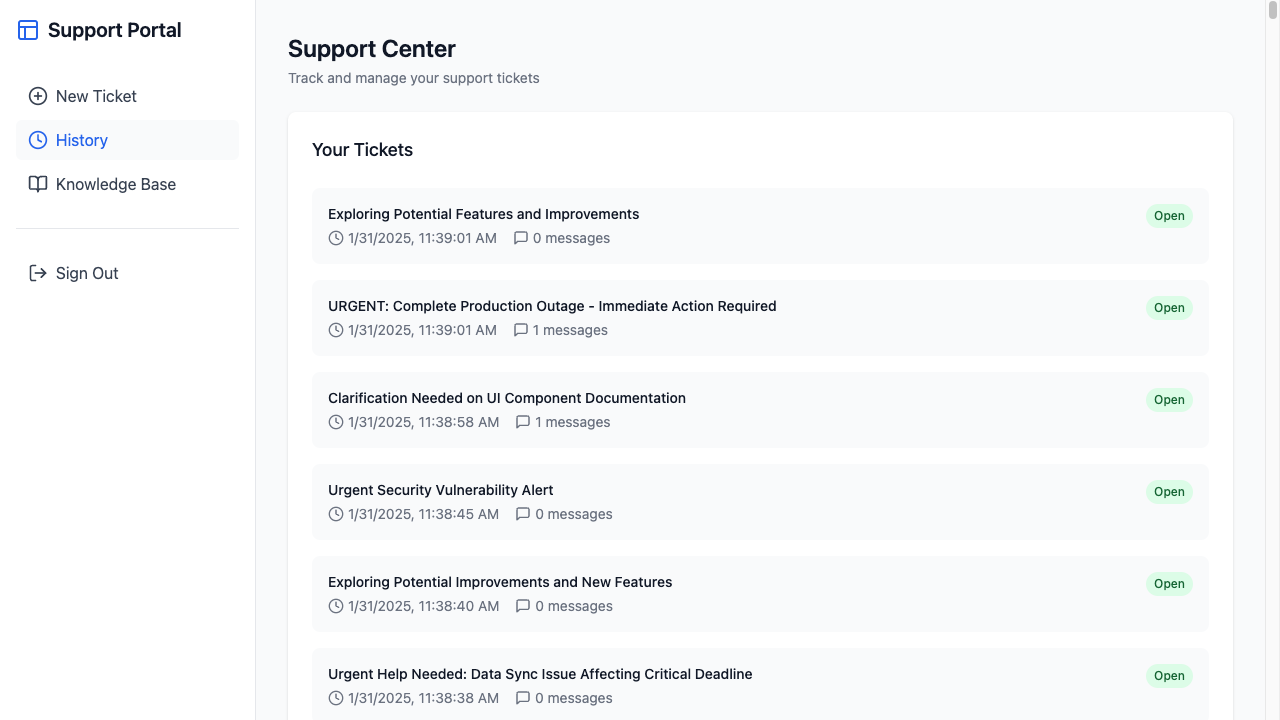 Support Portal
New Ticket
History
Knowledge Base
Sign Out
Support Center
Track and manage your support tickets
Your Tickets
Exploring Potential Features and Improvements
Open
1/31/2025, 11:39:01 AM 0 messages
URGENT: Complete Production Outage - Immediate Action Required
Open
1/31/2025, 11:39:01 AM 1 messages
Clarification Needed on UI Component Documentation
Open
1/31/2025, 11:38:58 AM 1 messages
Urgent Security Vulnerability Alert
Open
1/31/2025, 11:38:45 AM 0 messages
Exploring Potential Improvements and New Features
Open
1/31/2025, 11:38:40 AM 0 messages
Urgent Help Needed: Data Sync Issue Affecting Critical Deadline
Open
1/31/2025, 11:38:38 AM 0 messages